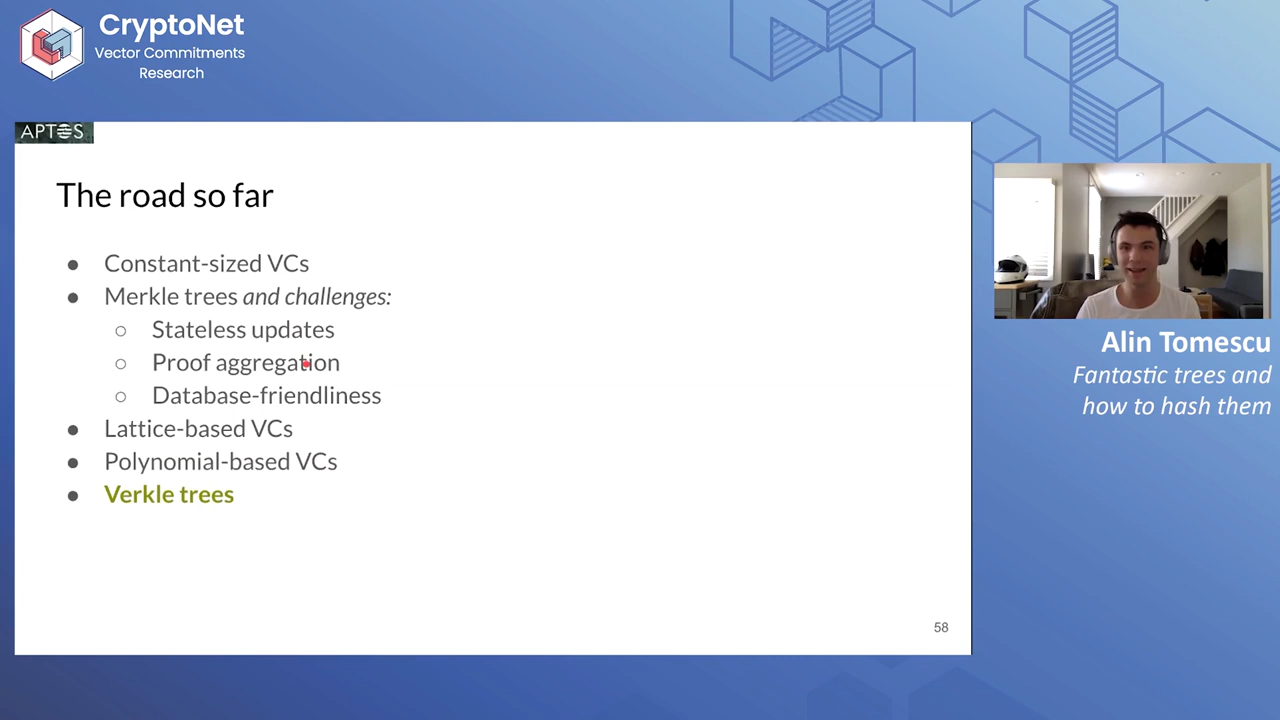 CryptoNet
Vector Commitments
Research
APTOS
The road so far
● Constant-sized VCs
● Merkle trees and challenges:
○ Stateless updates
○ Proof aggregation
○ Database-friendliness
● Lattice-based VCs
● Polynomial-based VCs
● Verkle trees
58
Alin Tomescu
Fantastic trees and
how to hash them